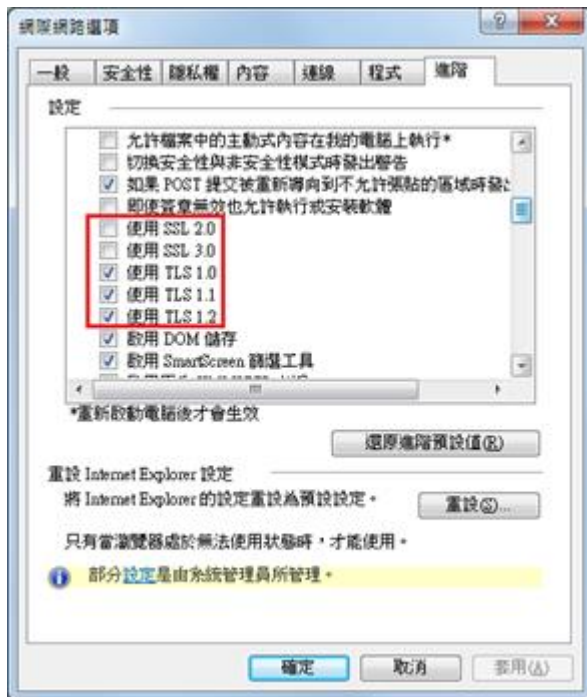 網際網路選項
一般 安全性 隱私權 內容 連線 程式 進階
設定
允許檔案中的主動式內容在我的電腦上執行*
切換安全性與非安全性模式時發出警告
如果 POST 提交被重新導向到不允許張貼的區域時發
即使簽章無效也允許執行或安裝軟體
使用 SSL 2.0
使用 SSL 3.0
使用 TLS 1.0
使用 TLS 1.1
使用 TLS 1.2
啟用 DOM 儲存
啟用 SmartScreen 篩選工具
*重新啟動電腦後才會生效
還原進階預設值(R)
重設 Internet Explorer 設定
將 Internet Explorer 的設定重設為預設設定。
重設(S)...
只有當瀏覽器處於無法使用狀態時，才能使用。
部分設定是由系統管理員所管理。
確定 取消 套用(A)